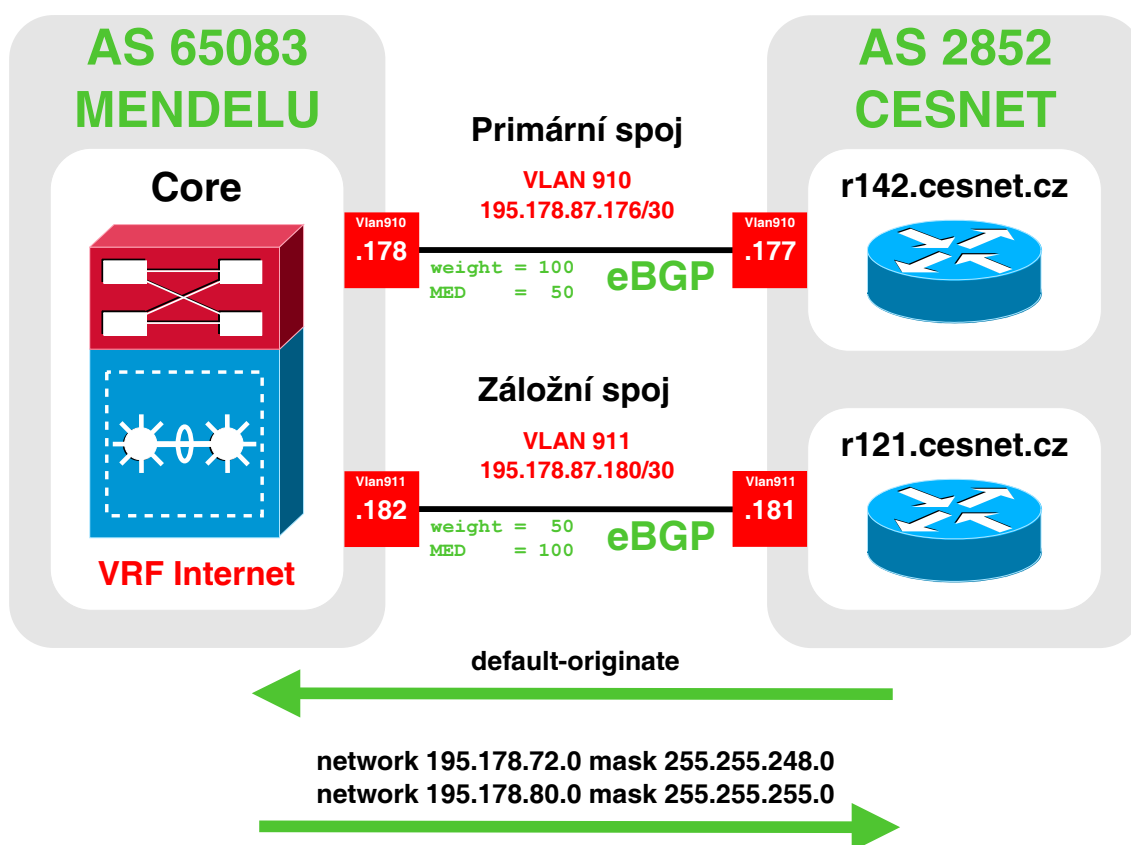 AS 65083
MENDELU
AS 2852
CESNET
Primární spoj
VLAN 910
195.178.87.176/30
Core
r142.cesnet.cz
Vlan910
.178
Vlan910
.177
weight = 100
MED = 50
eBGP
Záložní spoj
VLAN 911
195.178.87.180/30
r121.cesnet.cz
Vlan911
.182
Vlan911
.181
weight = 50
MED = 100
eBGP
VRF Internet
default-originate
network 195.178.72.0 mask 255.255.248.0
network 195.178.80.0 mask 255.255.255.0